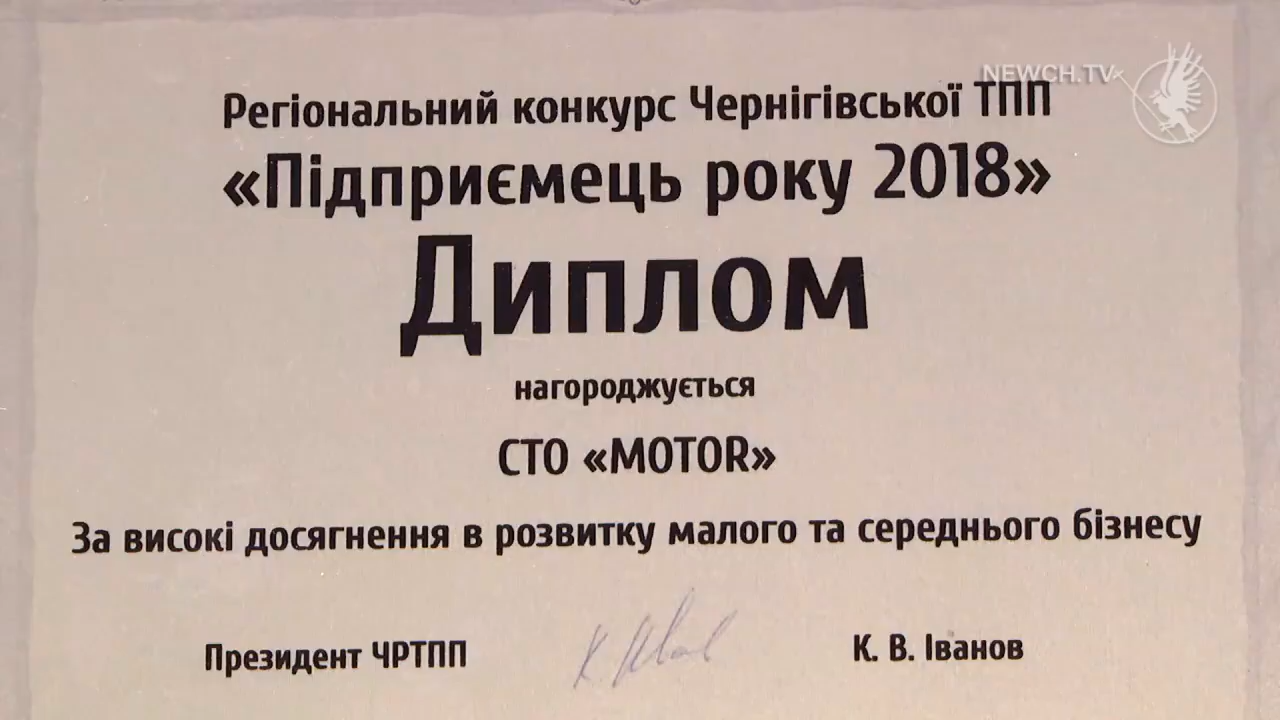 NEWCH.TV
Регіональний конкурс Чернігівської ТПП
«Підприємець року 2018»
Диплом
нагороджується
СТО «MOTOR»
За високі досягнення в розвитку малого та середнього бізнесу
Президент ЧРТПП К. В. Іванов